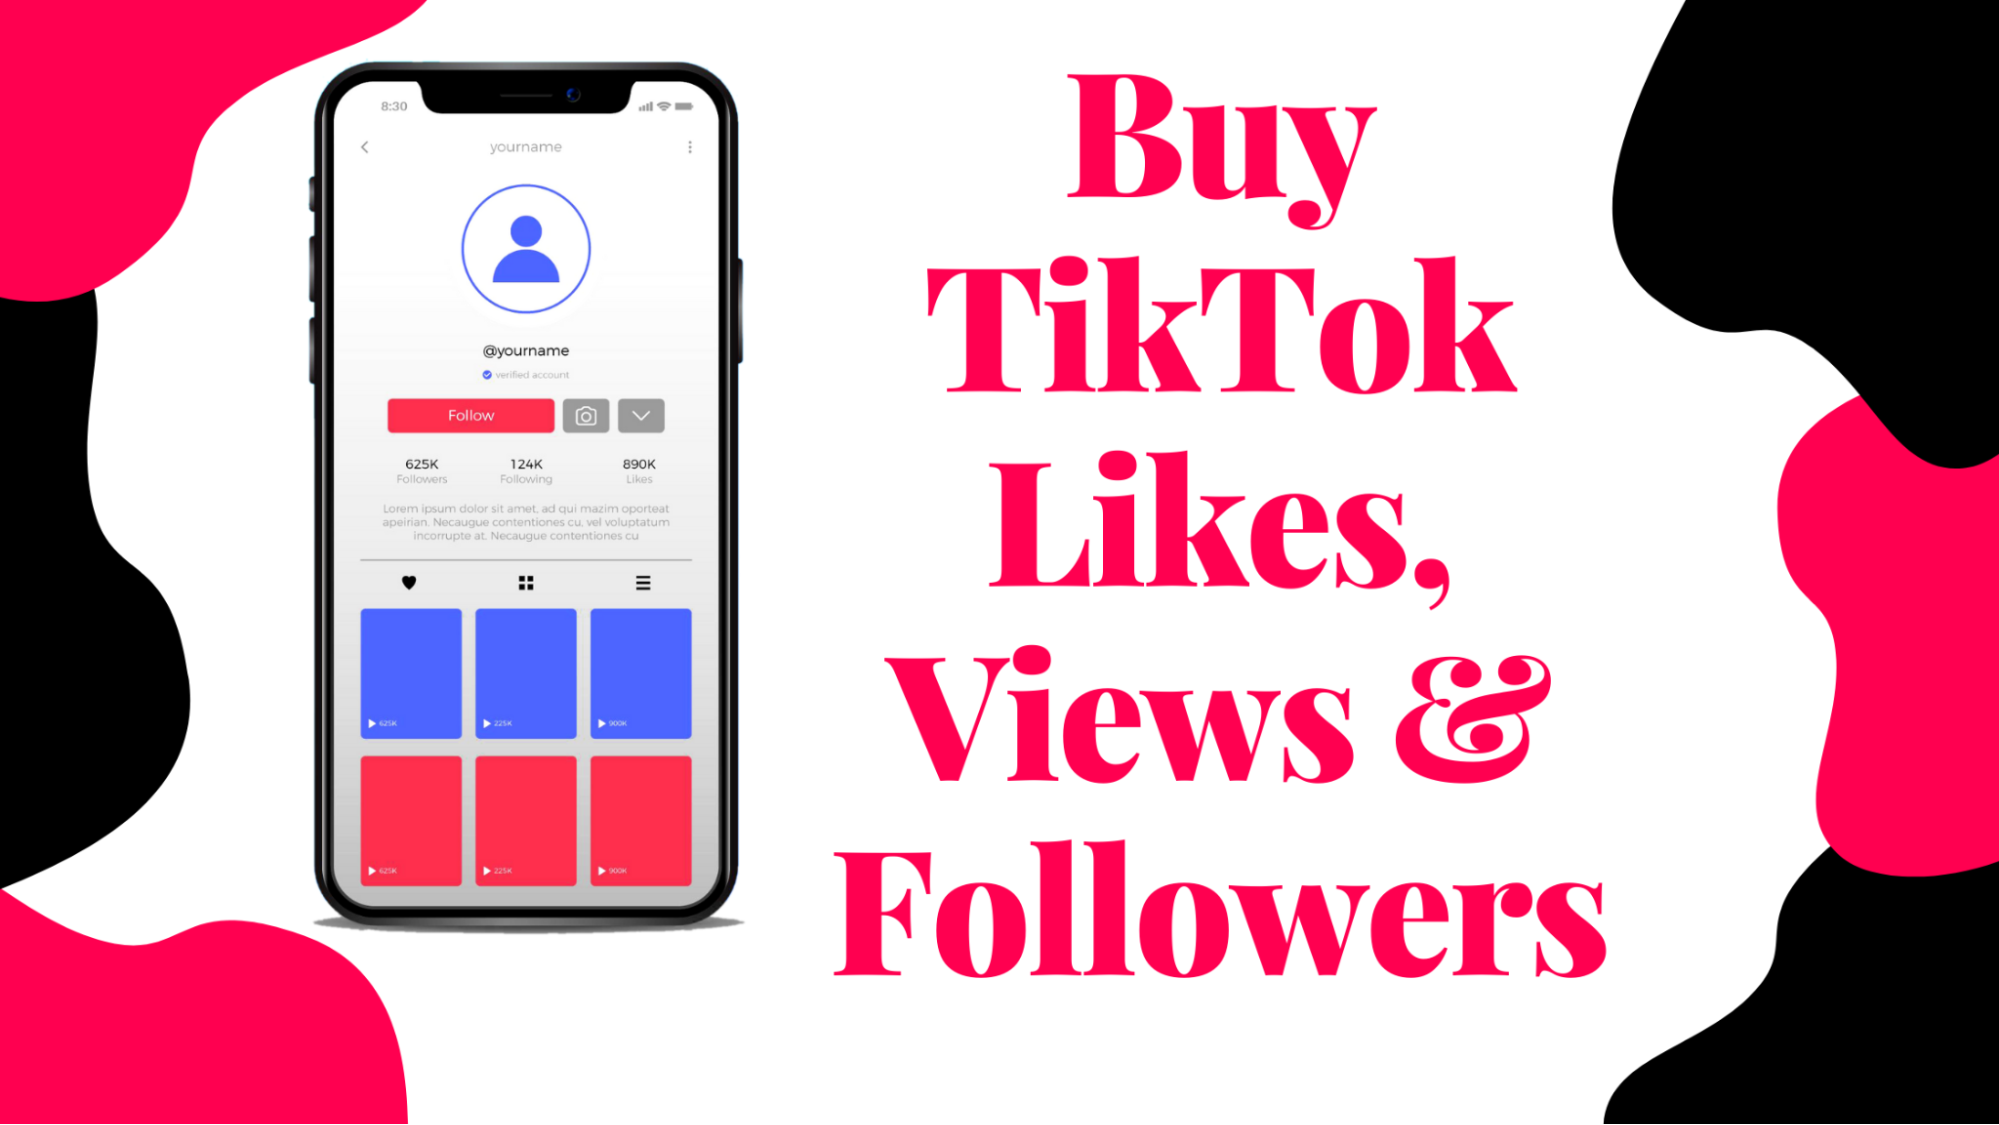 8:30
yourname
@yourname
verified account
Follow
625K 124K 890K
Followers Following Likes
Lorem ipsum dolor sit amet, ad qui mazim oporteat
apeirian. Necaugue contentiones cu, vel voluptatum
incorrupte at. Necaugue contentiones cu
625K 225K 900K
625K 225K 900K
Buy
TikTok
Likes,
Views &
Followers